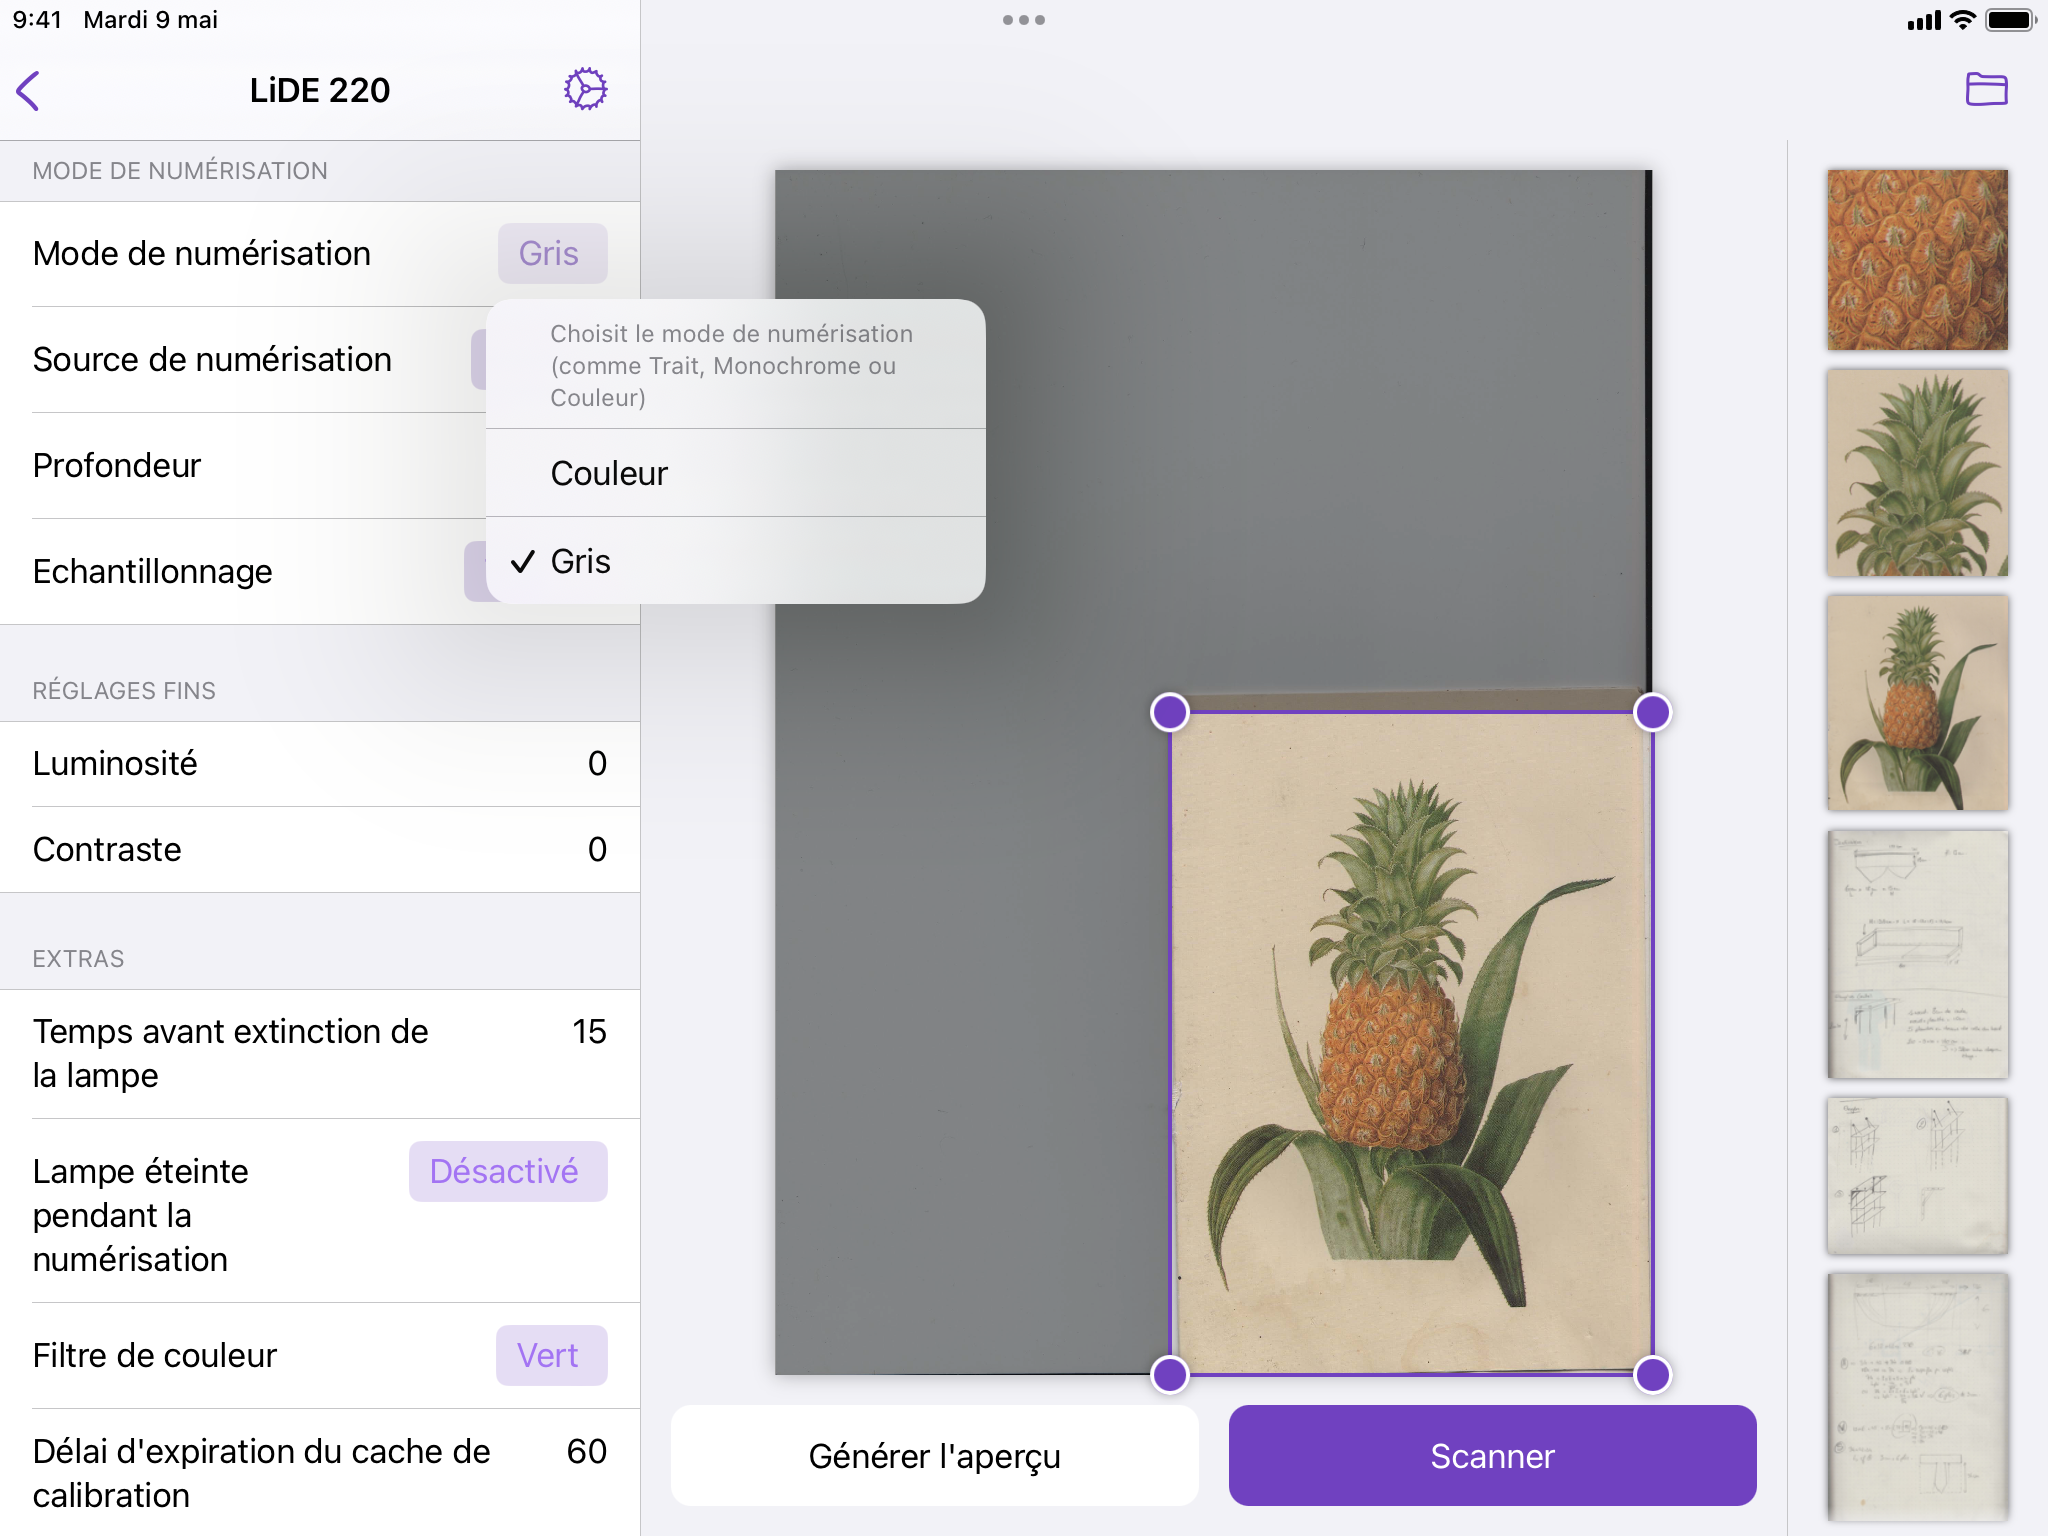 9:41 Mardi 9 mai
LiDE 220
MODE DE NUMÉRISATION
Mode de numérisation
Gris
Source de numérisation
Profondeur
Echantillonnage
Choisit le mode de numérisation
(comme Trait, Monochrome ou
Couleur)
Couleur
Gris
RÉGLAGES FINS
Luminosité
0
Contraste
0
EXTRAS
Temps avant extinction de
la lampe
15
Lampe éteinte
pendant la
numérisation
Désactivé
Filtre de couleur
Vert
Délai d'expiration du cache de
calibration
60
Générer l'aperçu
Scanner